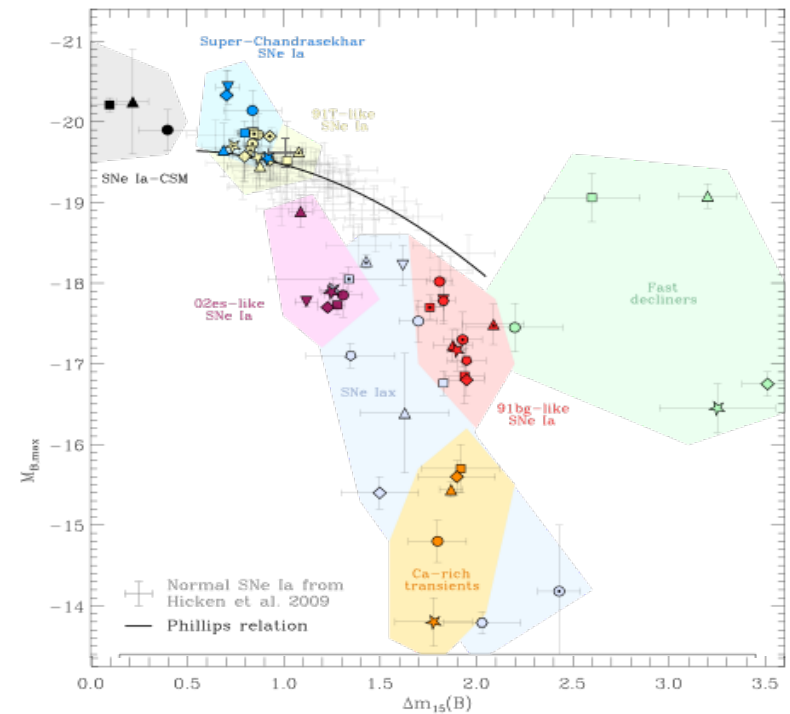 Super-Chandrasekhar
SNe Ia
91T-like
SNe Ia
SNe Ia-CSM
02es-like
SNe Ia
Fast
decliners
SNe Iax
91bg-like
SNe Ia
Ca-rich
transients
Normal SNe Ia from
Hicken et al. 2009
Phillips relation
M_B,max
-21
-20
-19
-18
-17
-16
-15
-14
0.0 0.5 1.0 1.5 2.0 2.5 3.0 3.5
Δm₁₅(B)